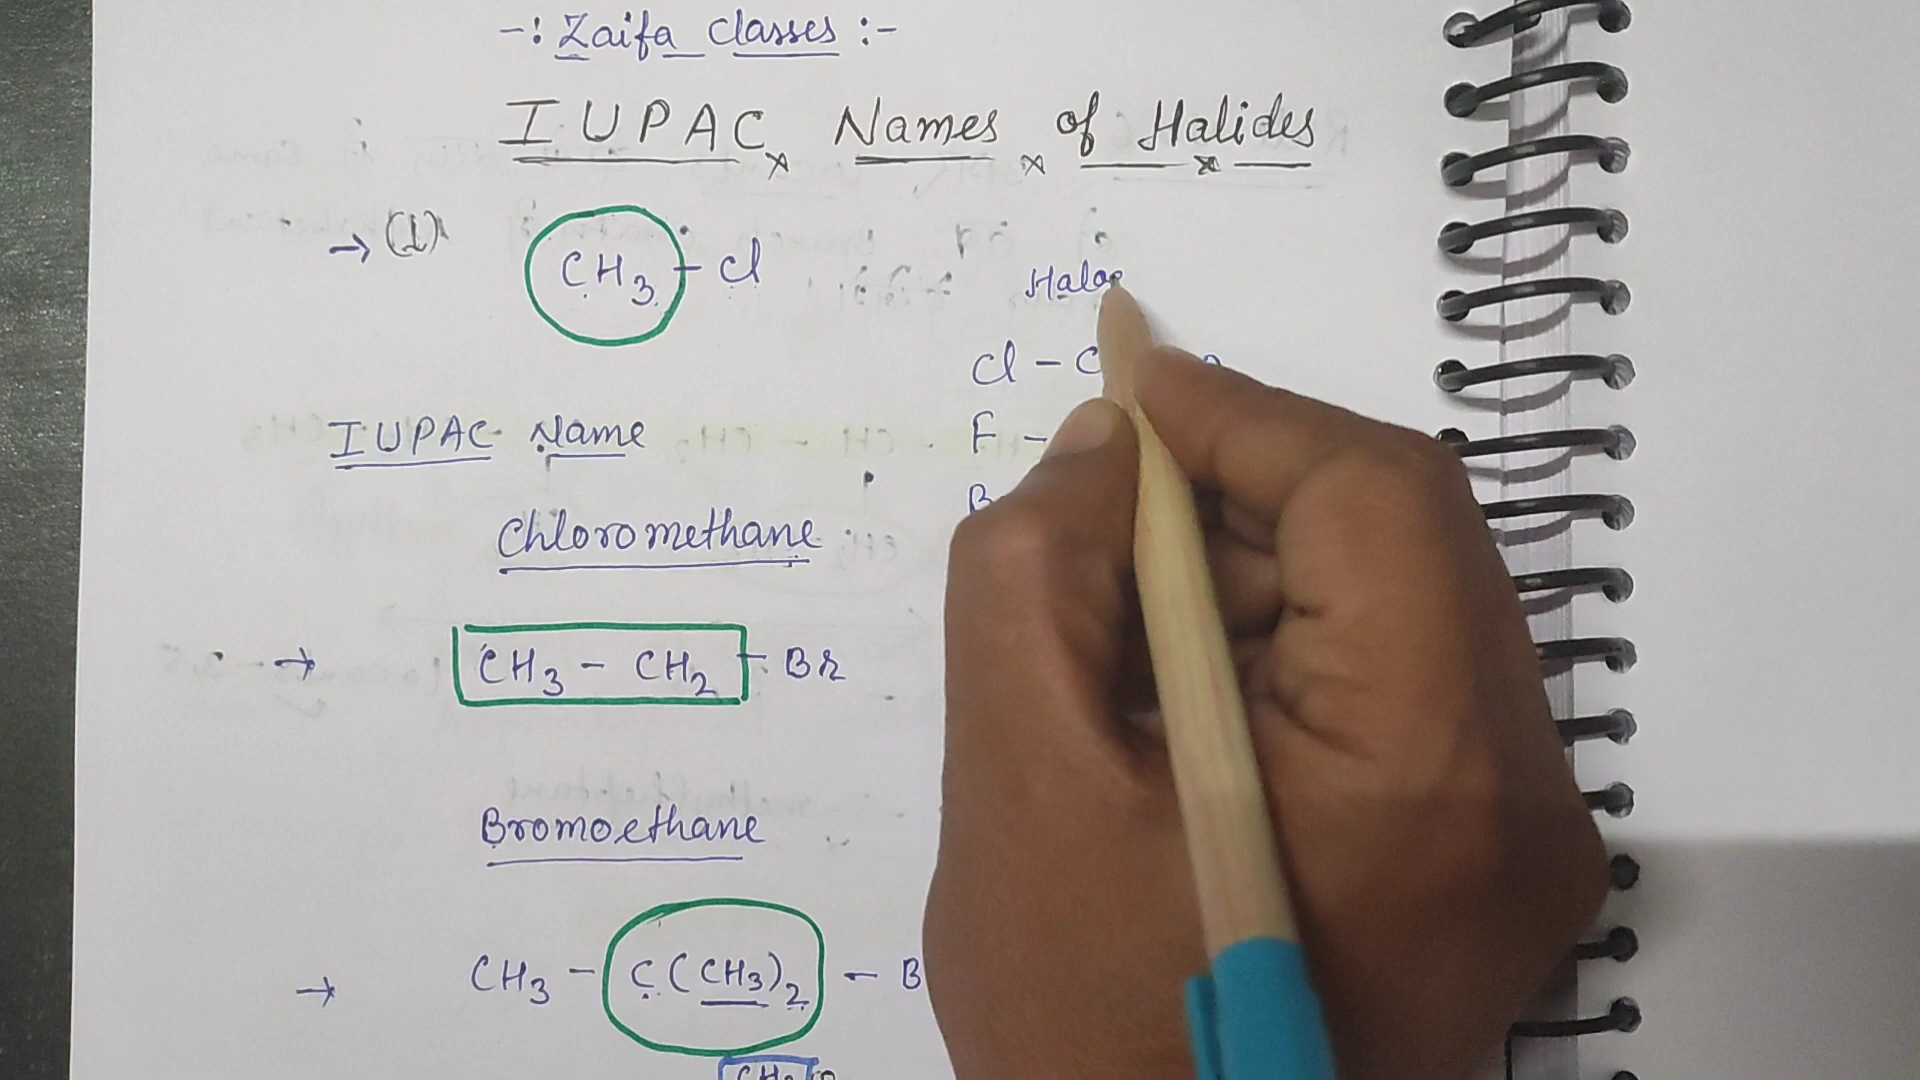 -: Zaifa classes :-
IUPAC Names of Halides
→ (1) CH3 - Cl
Halo
Cl - C
F -
IUPAC Name
Chloromethane
→ CH3 - CH2 - Br
Bromoethane
→ CH3 - C(CH3)2 - B
CH3